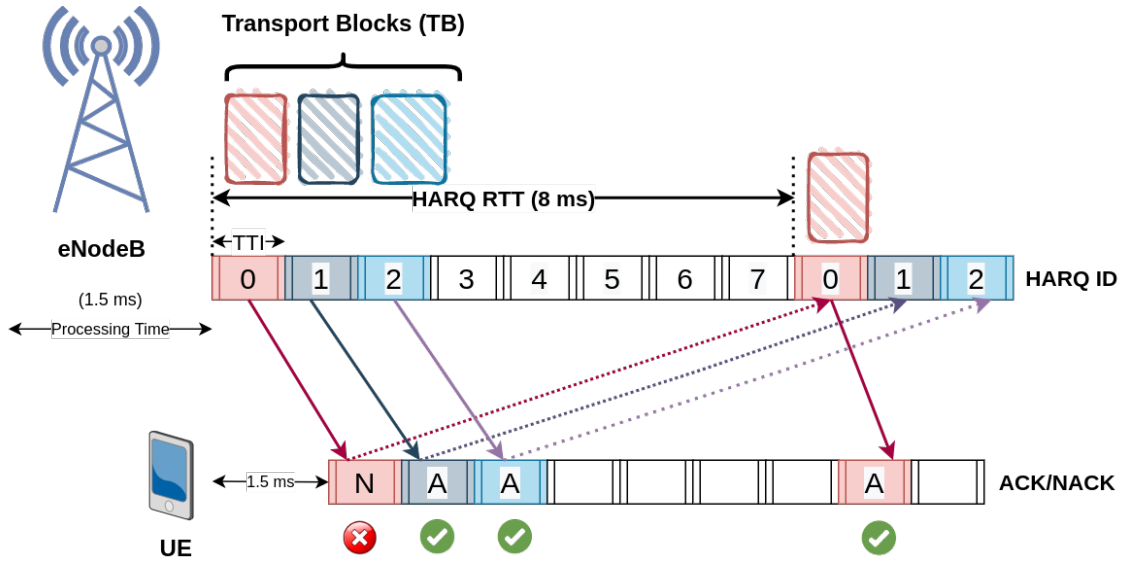 Transport Blocks (TB)
HARQ RTT (8 ms)
eNodeB
TTI
0 1 2 3 4 5 6 7 0 1 2
HARQ ID
(1.5 ms)
Processing Time
1.5 ms
N A A A
ACK/NACK
UE